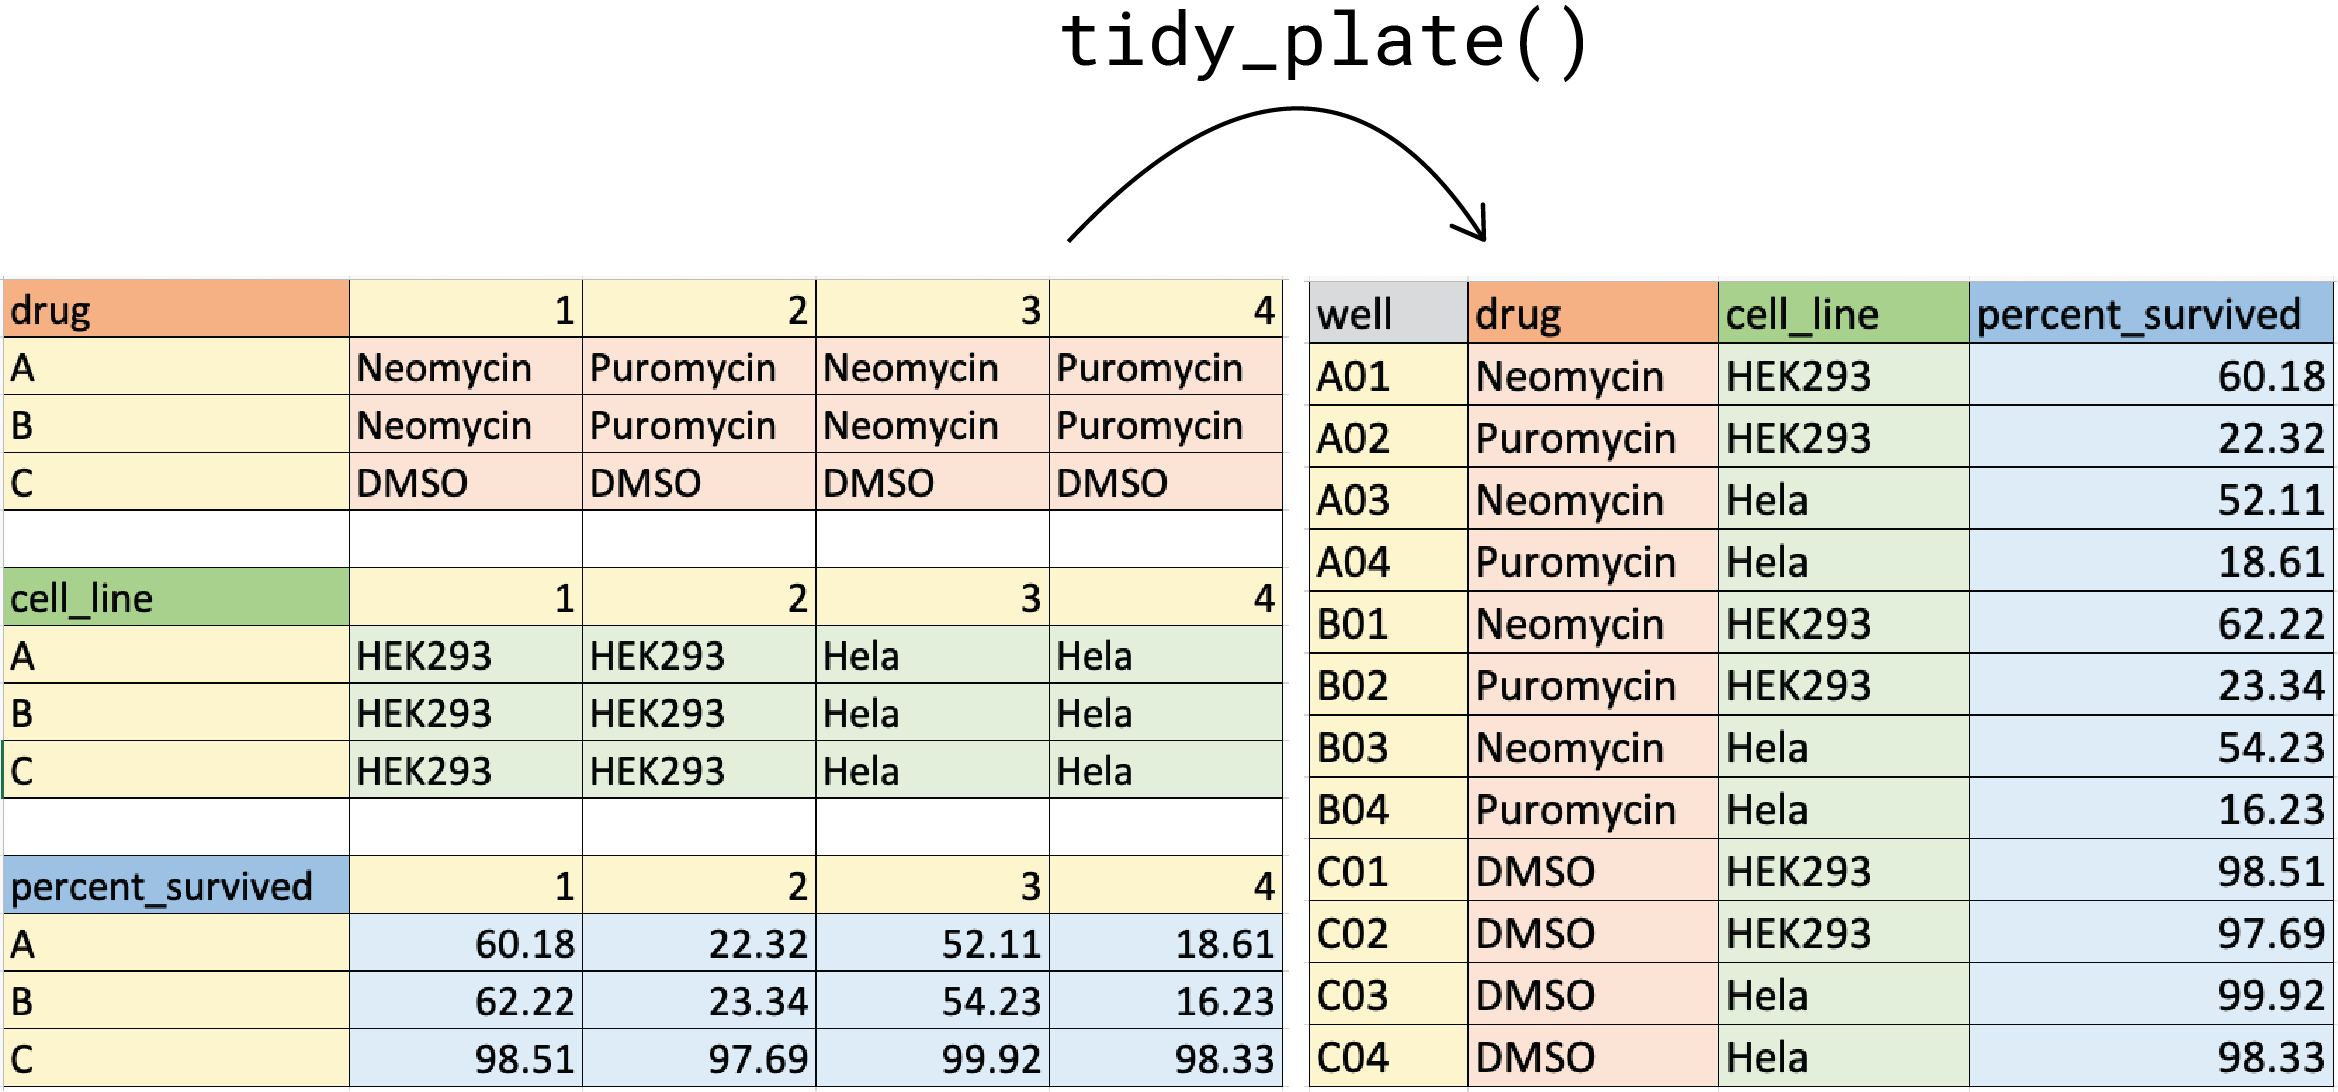 tidy_plate()
drug 1 2 3 4
A Neomycin Puromycin Neomycin Puromycin
B Neomycin Puromycin Neomycin Puromycin
C DMSO DMSO DMSO DMSO
cell_line 1 2 3 4
A HEK293 HEK293 Hela Hela
B HEK293 HEK293 Hela Hela
C HEK293 HEK293 Hela Hela
percent_survived 1 2 3 4
A 60.18 22.32 52.11 18.61
B 62.22 23.34 54.23 16.23
C 98.51 97.69 99.92 98.33
well drug cell_line percent_survived
A01 Neomycin HEK293 60.18
A02 Puromycin HEK293 22.32
A03 Neomycin Hela 52.11
A04 Puromycin Hela 18.61
B01 Neomycin HEK293 62.22
B02 Puromycin HEK293 23.34
B03 Neomycin Hela 54.23
B04 Puromycin Hela 16.23
C01 DMSO HEK293 98.51
C02 DMSO HEK293 97.69
C03 DMSO Hela 99.92
C04 DMSO Hela 98.33